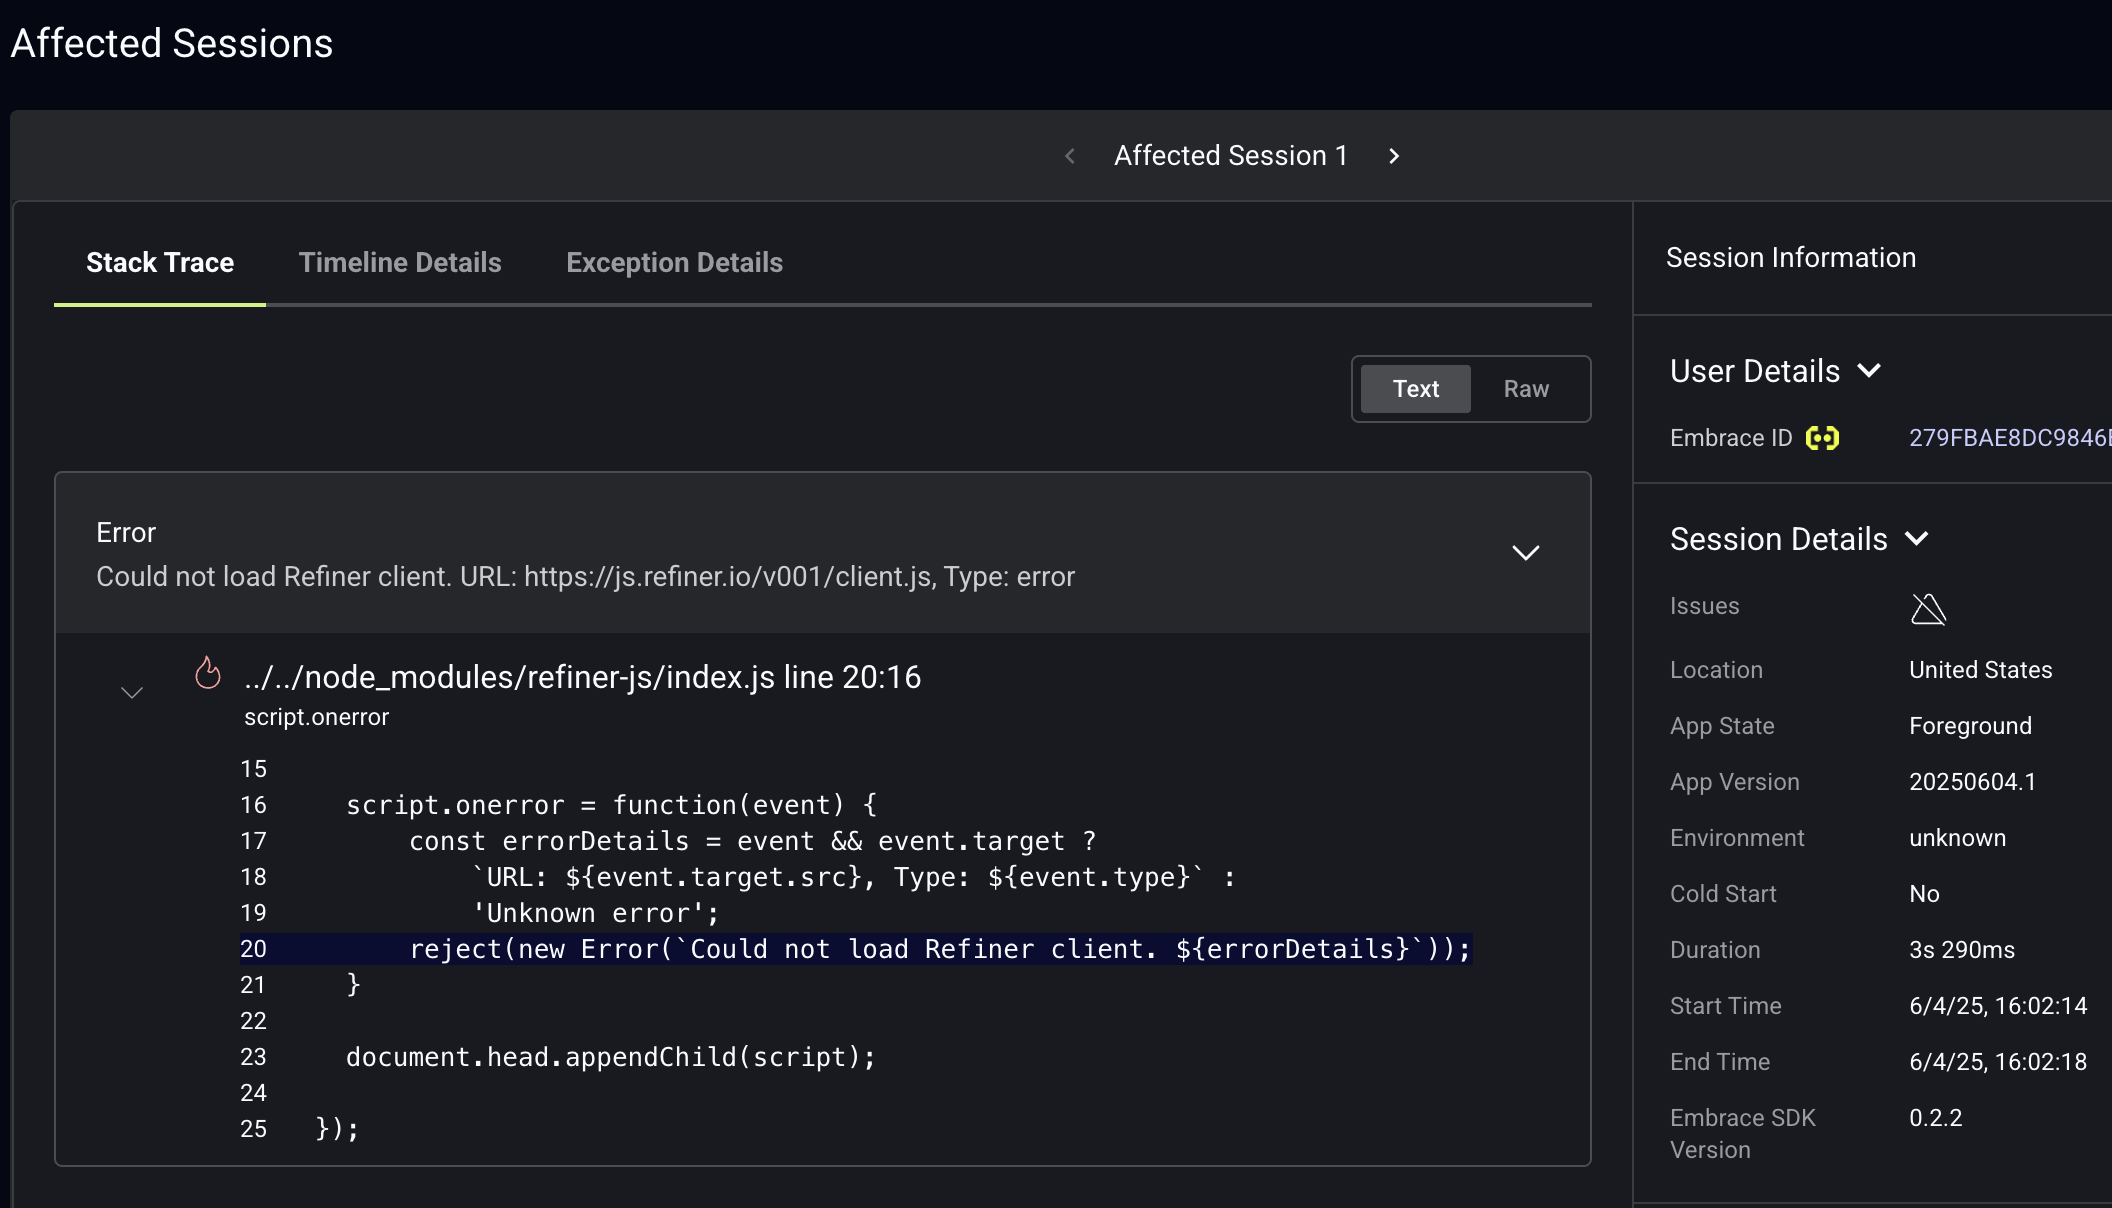 Affected Sessions
Affected Session 1
Stack Trace
Timeline Details
Exception Details
Text
Raw
Error
Could not load Refiner client. URL: https://js.refiner.io/v001/client.js, Type: error
../../node_modules/refiner-js/index.js line 20:16
script.onerror
15
16 script.onerror = function(event) {
17 const errorDetails = event && event.target ?
18 `URL: ${event.target.src}, Type: ${event.type}` :
19 'Unknown error';
20 reject(new Error(`Could not load Refiner client. ${errorDetails}`));
21 }
22
23 document.head.appendChild(script);
24
25 });
Session Information
User Details
Embrace ID 279FBAE8DC9846
Session Details
Issues
Location United States
App State Foreground
App Version 20250604.1
Environment unknown
Cold Start No
Duration 3s 290ms
Start Time 6/4/25, 16:02:14
End Time 6/4/25, 16:02:18
Embrace SDK 0.2.2
Version